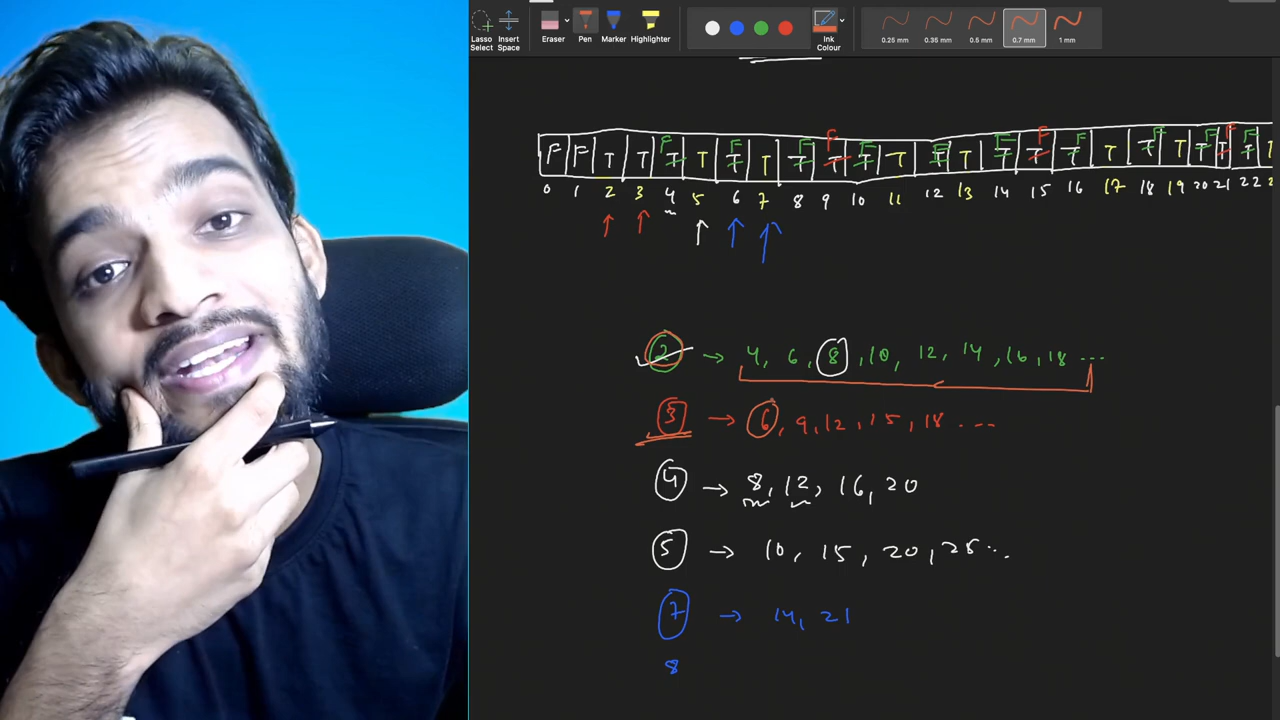 Lasso Select
Insert Space
Eraser
Pen
Marker
Highlighter
Ink Colour
0.25 mm
0.35 mm
0.5 mm
0.7 mm
1 mm
F F F F F F F F F F F F F F
F F T T T T T T T T T T T T T T T T T T T T T T
0 1 2 3 4 5 6 7 8 9 10 11 12 13 14 15 16 17 18 19 20 21 22
2 → 4, 6, 8, 10, 12, 14, 16, 18 ...
3 → 6, 9, 12, 15, 18 . ...
4 → 8, 12, 16, 20
5 → 10, 15, 20, 25...
7 → 14, 21
8